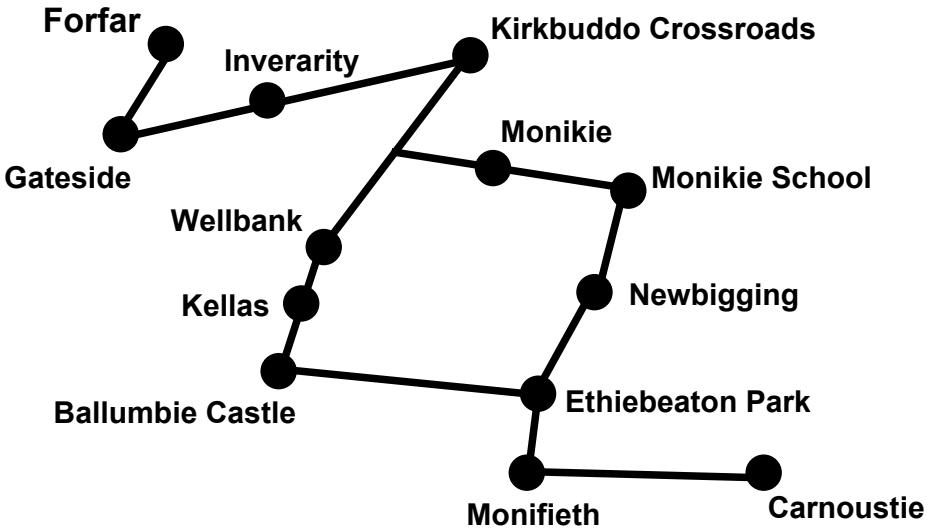 Forfar
Kirkbuddo Crossroads
Inverarity
Monikie
Gateside
Monikie School
Wellbank
Kellas
Newbigging
Ballumbie Castle
Ethiebeaton Park
Monifieth
Carnoustie